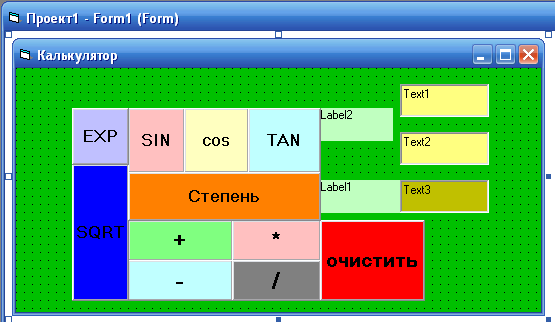 Проект1 - Form1 (Form)
Калькулятор
Text1
EXP
SIN
cos
TAN
Label2
Text2
SQRT
Степень
Label1
Text3
+
*
очистить
-
/